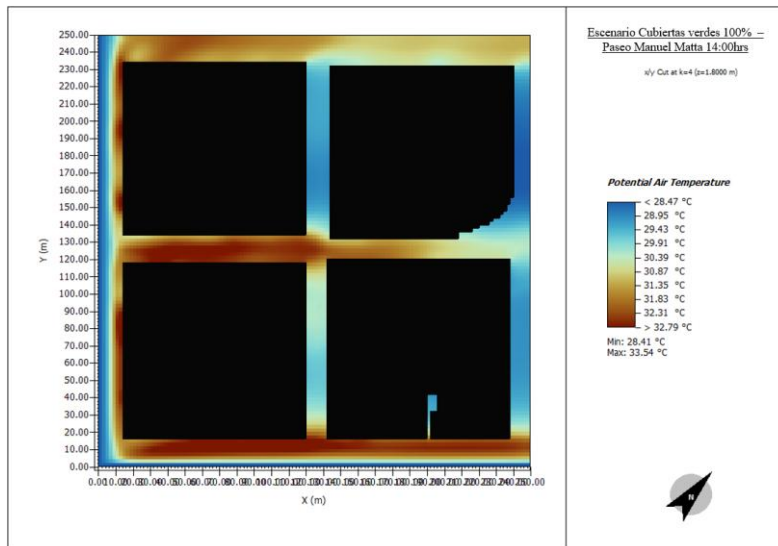 Escenario Cubiertas verdes 100% –
Paseo Manuel Matta 14:00hrs
x/y Cut at k=4 (z=1.8000 m)
250.00
240.00
230.00
220.00
210.00
200.00
190.00
180.00
170.00
160.00
150.00
140.00
130.00
120.00
110.00
100.00
90.00
80.00
70.00
60.00
50.00
40.00
30.00
20.00
10.00
0.00
Y (m)
X (m)
Potential Air Temperature
< 28.47 °C
28.95 °C
29.43 °C
29.91 °C
30.39 °C
30.87 °C
31.35 °C
31.83 °C
32.31 °C
> 32.79 °C
Min: 28.41 °C
Max: 33.54 °C
N